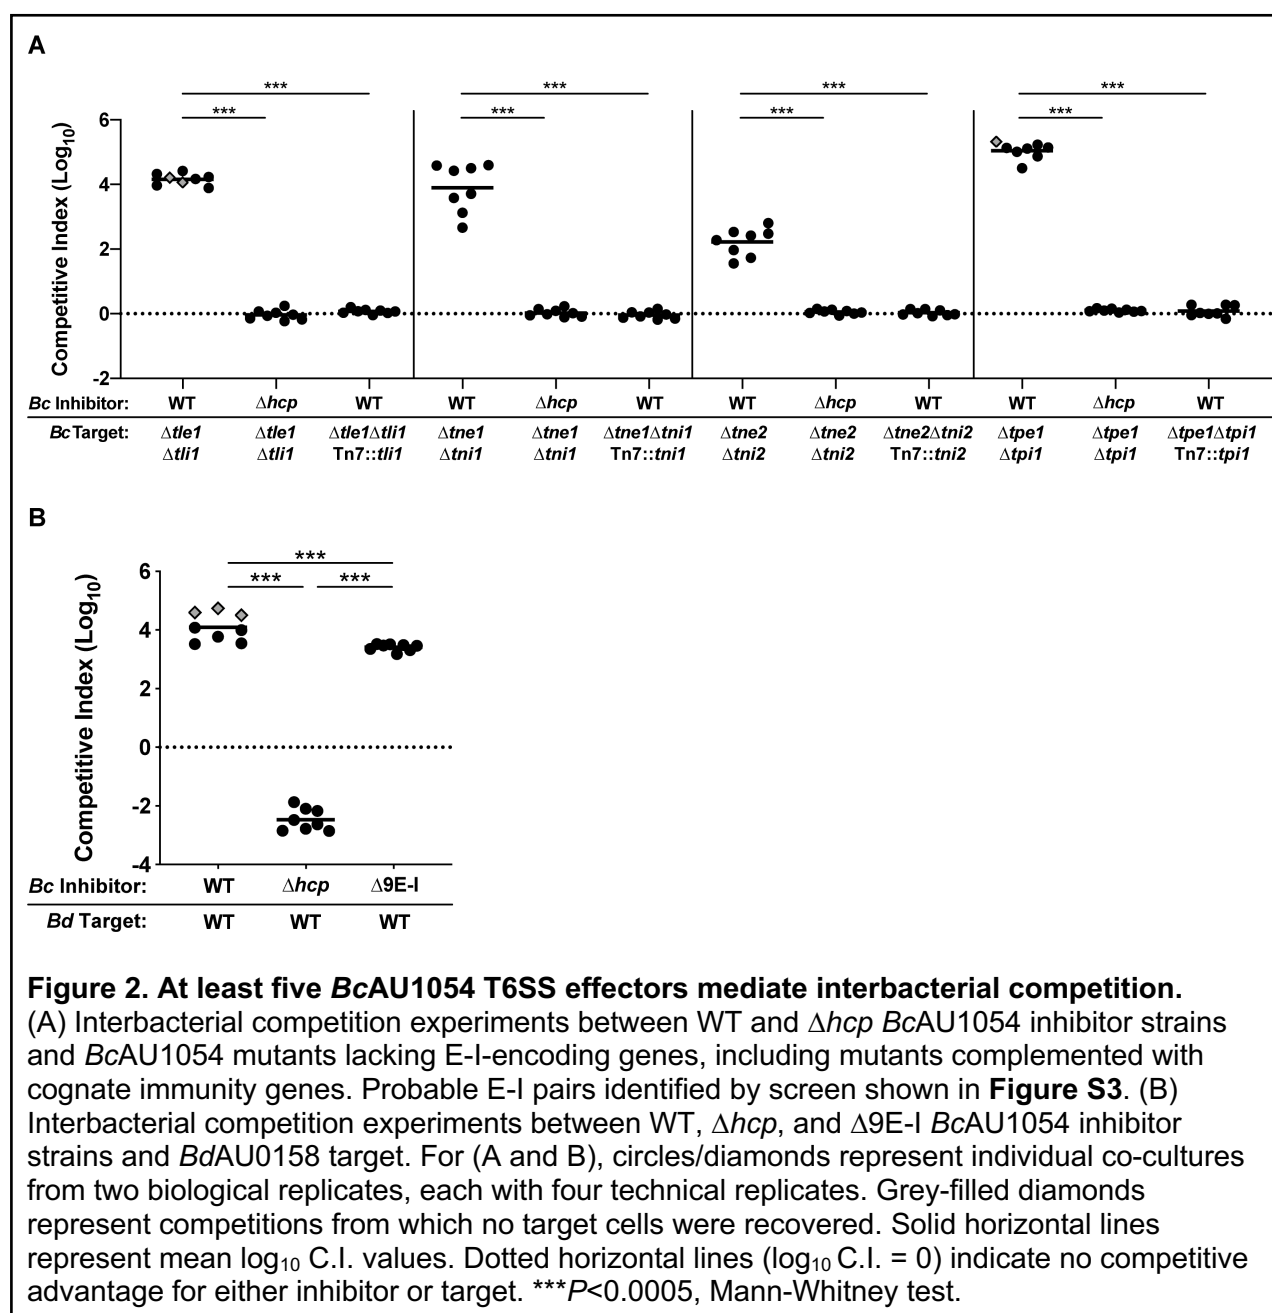 A
*** *** *** ***
*** *** *** ***
Competitive Index (Log10)
6
4
2
0
-2
Bc Inhibitor: WT Δhcp WT WT Δhcp WT WT Δhcp WT WT Δhcp WT
Bc Target: Δtle1 Δtle1 Δtle1Δtli1 Δtne1 Δtne1 Δtne1Δtni1 Δtne2 Δtne2 Δtne2Δtni2 Δtpe1 Δtpe1 Δtpe1Δtpi1
Δtli1 Δtli1 Tn7::tli1 Δtni1 Δtni1 Tn7::tni1 Δtni2 Δtni2 Tn7::tni2 Δtpi1 Δtpi1 Tn7::tpi1
B
***
*** ***
Competitive Index (Log10)
6
4
2
0
-2
-4
Bc Inhibitor: WT Δhcp Δ9E-I
Bd Target: WT WT WT
Figure 2. At least five BcAU1054 T6SS effectors mediate interbacterial competition.
(A) Interbacterial competition experiments between WT and Δhcp BcAU1054 inhibitor strains
and BcAU1054 mutants lacking E-I-encoding genes, including mutants complemented with
cognate immunity genes. Probable E-I pairs identified by screen shown in Figure S3. (B)
Interbacterial competition experiments between WT, Δhcp, and Δ9E-I BcAU1054 inhibitor
strains and BdAU0158 target. For (A and B), circles/diamonds represent individual co-cultures
from two biological replicates, each with four technical replicates. Grey-filled diamonds
represent competitions from which no target cells were recovered. Solid horizontal lines
represent mean log10 C.I. values. Dotted horizontal lines (log10 C.I. = 0) indicate no competitive
advantage for either inhibitor or target. ***P<0.0005, Mann-Whitney test.